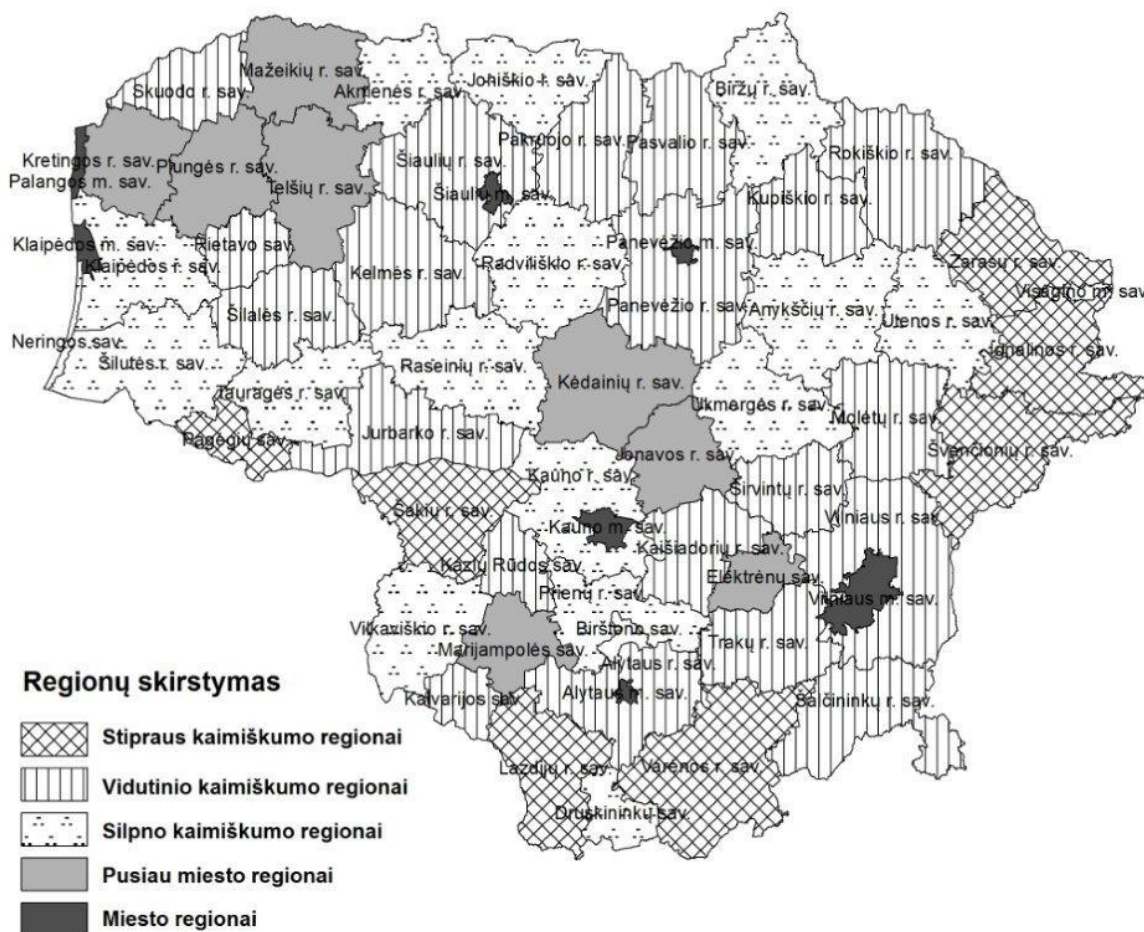 Mažeikių r. sav.
Skuodo r. sav.
Akmenės r. sav.
Joniškio r. sav.
Biržų r. sav.
Pakruojo r. sav.
Pasvalio r. sav.
Rokiškio r. sav.
Kretingos r. sav.
Palangos m. sav.
Plungės r. sav.
Telšių r. sav.
Šiaulių r. sav.
Šiaulių m. sav.
Kupiškio r. sav.
Klaipėdos m. sav.
Klaipėdos r. sav.
Rietavo sav.
Kelmės r. sav.
Radviliškio r. sav.
Panevėžio m. sav.
Panevėžio r. sav.
Zarasų r. sav.
Visagino m. sav.
Anykščių r. sav.
Utenos r. sav.
Ignalinos r. sav.
Šilalės r. sav.
Neringos sav.
Šilutės r. sav.
Raseinių r. sav.
Kėdainių r. sav.
Tauragės r. sav.
Ukmergės r. sav.
Molėtų r. sav.
Pagėgių sav.
Jurbarko r. sav.
Jonavos r. sav.
Švenčionių r. sav.
Kauno r. sav.
Širvintų r. sav.
Šakių r. sav.
Kauno m. sav.
Vilniaus r. sav.
Kaišiadorių r. sav.
Kazlų Rūdos sav.
Elektrėnų sav.
Prienų r. sav.
Vilniaus m. sav.
Vilkaviškio r. sav.
Birštono sav.
Trakų r. sav.
Marijampolės sav.
Alytaus r. sav.
Kalvarijos sav.
Alytaus m. sav.
Šalčininkų r. sav.
Lazdijų r. sav.
Varėnos r. sav.
Druskininkų sav.
Regionų skirstymas
Stipraus kaimiškumo regionai
Vidutinio kaimiškumo regionai
Silpno kaimiškumo regionai
Pusiau miesto regionai
Miesto regionai